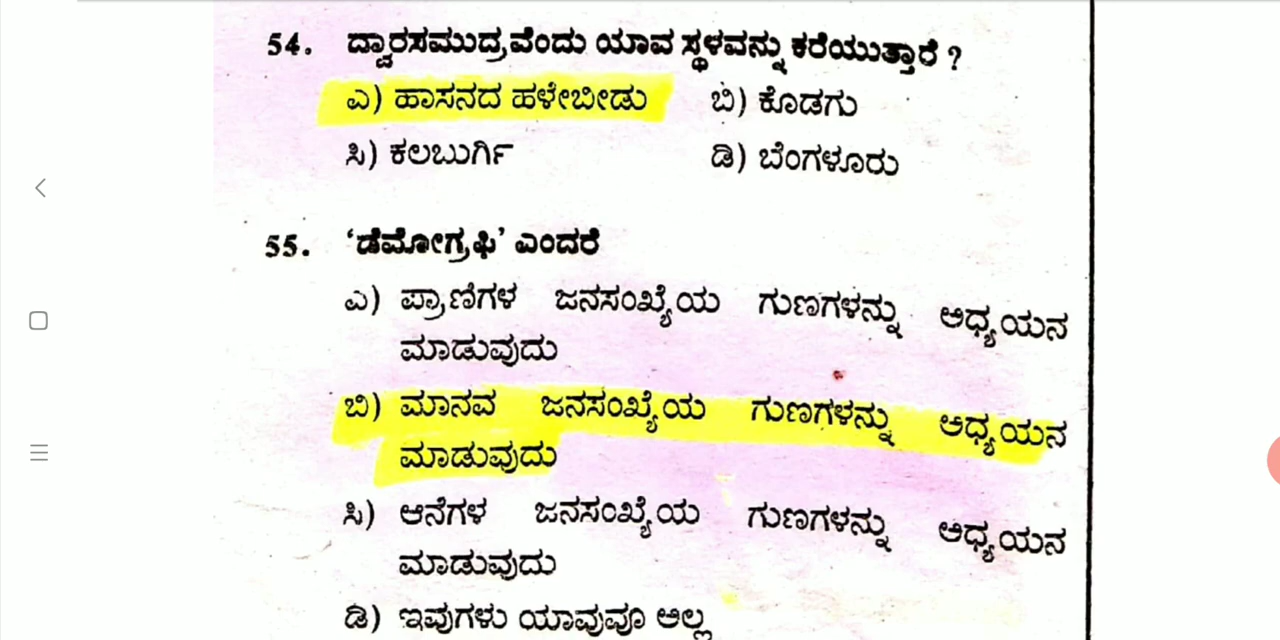 54. ದ್ವಾರಸಮುದ್ರವೆಂದು ಯಾವ ಸ್ಥಳವನ್ನು ಕರೆಯುತ್ತಾರೆ ?
ಎ) ಹಾಸನದ ಹಳೇಬೀಡು ಬಿ) ಕೊಡಗು
ಸಿ) ಕಲಬುರ್ಗಿ ಡಿ) ಬೆಂಗಳೂರು
55. ‘ಡೆಮೋಗ್ರಫಿ’ ಎಂದರೆ
ಎ) ಪ್ರಾಣಿಗಳ ಜನಸಂಖ್ಯೆಯ ಗುಣಗಳನ್ನು ಅಧ್ಯಯನ
ಮಾಡುವುದು
ಬಿ) ಮಾನವ ಜನಸಂಖ್ಯೆಯ ಗುಣಗಳನ್ನು ಅಧ್ಯಯನ
ಮಾಡುವುದು
ಸಿ) ಆನೆಗಳ ಜನಸಂಖ್ಯೆಯ ಗುಣಗಳನ್ನು ಅಧ್ಯಯನ
ಮಾಡುವುದು
ಡಿ) ಇವುಗಳು ಯಾವುವೂ ಅಲ್ಲ